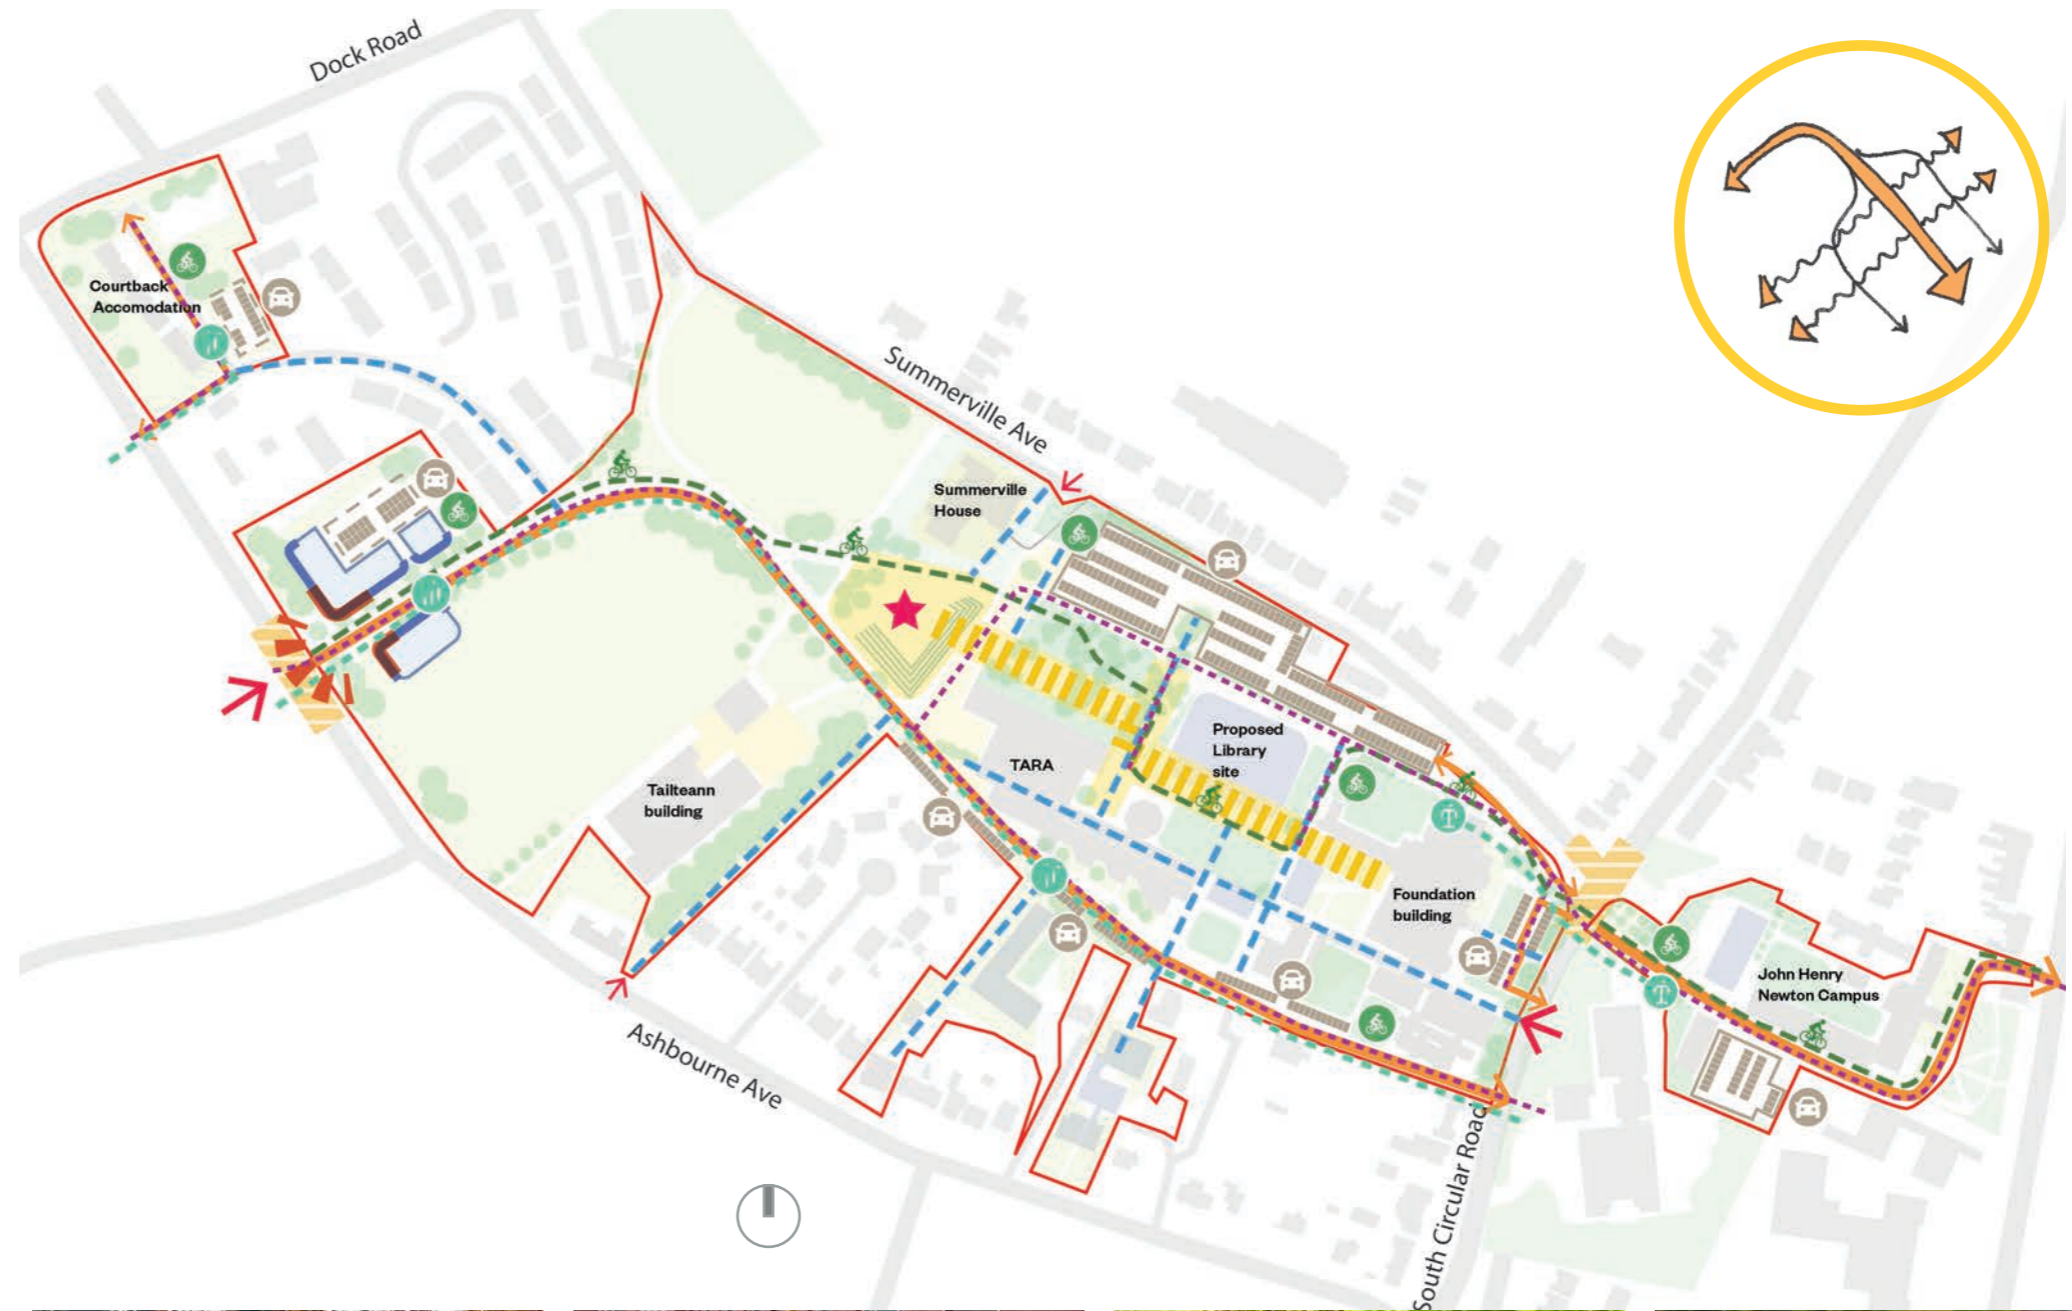 Dock Road
Courtback
Accomodation
Summerville Ave
Summerville
House
Proposed
Library
site
TARA
Tailteann
building
Foundation
building
John Henry
Newton Campus
Ashbourne Ave
South Circular Road